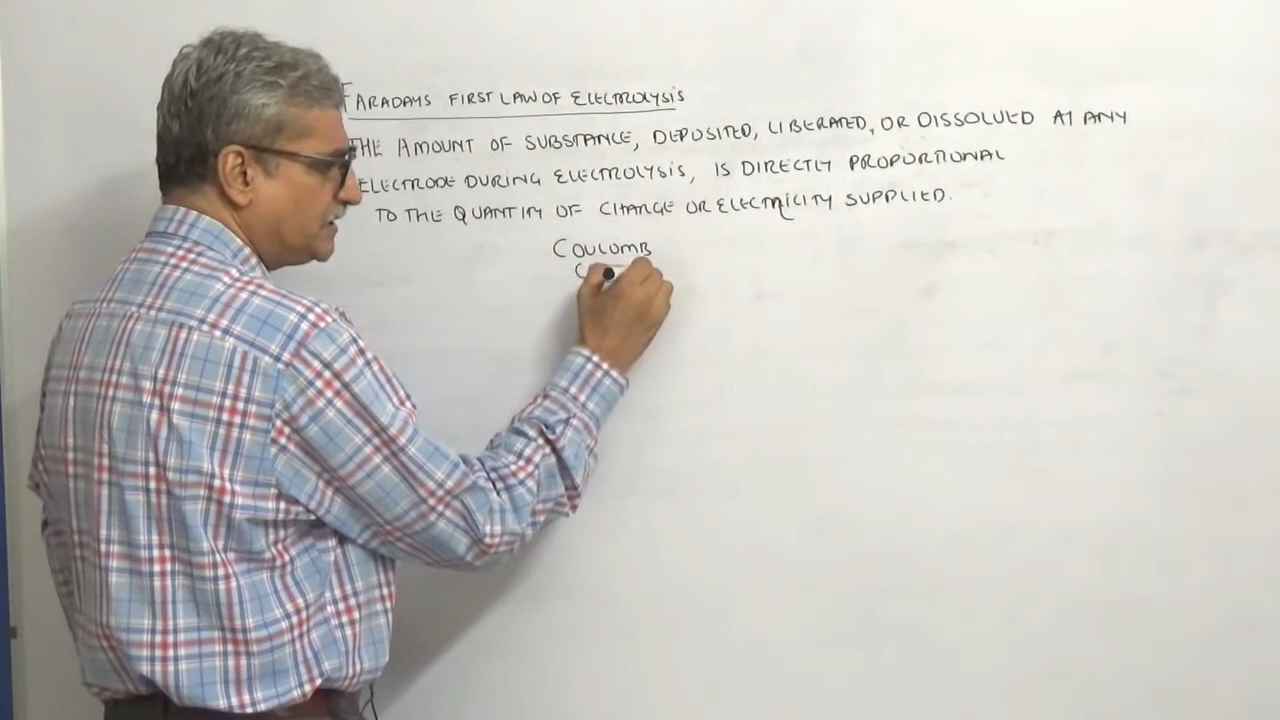 FARADAYS FIRST LAW OF ELECTROLYSIS
THE AMOUNT OF SUBSTANCE, DEPOSITED, LIBERATED, OR DISSOLVED AT ANY
ELECTRODE DURING ELECTROLYSIS, IS DIRECTLY PROPORTIONAL
TO THE QUANTITY OF CHARGE OR ELECTRICITY SUPPLIED.
COULOMB
C